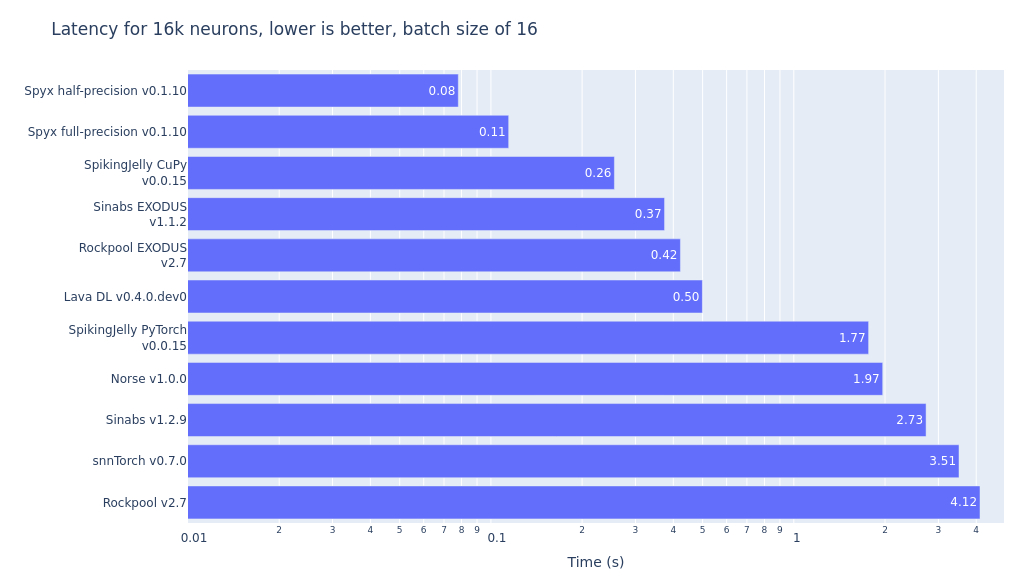 Latency for 16k neurons, lower is better, batch size of 16
Spyx half-precision v0.1.10
0.08
Spyx full-precision v0.1.10
0.11
SpikingJelly CuPy
v0.0.15
0.26
Sinabs EXODUS
v1.1.2
0.37
Rockpool EXODUS
v2.7
0.42
Lava DL v0.4.0.dev0
0.50
SpikingJelly PyTorch
v0.0.15
1.77
Norse v1.0.0
1.97
Sinabs v1.2.9
2.73
snnTorch v0.7.0
3.51
Rockpool v2.7
4.12
0.01 2 3 4 5 6 7 8 9 0.1 2 3 4 5 6 7 8 9 1 2 3 4
Time (s)